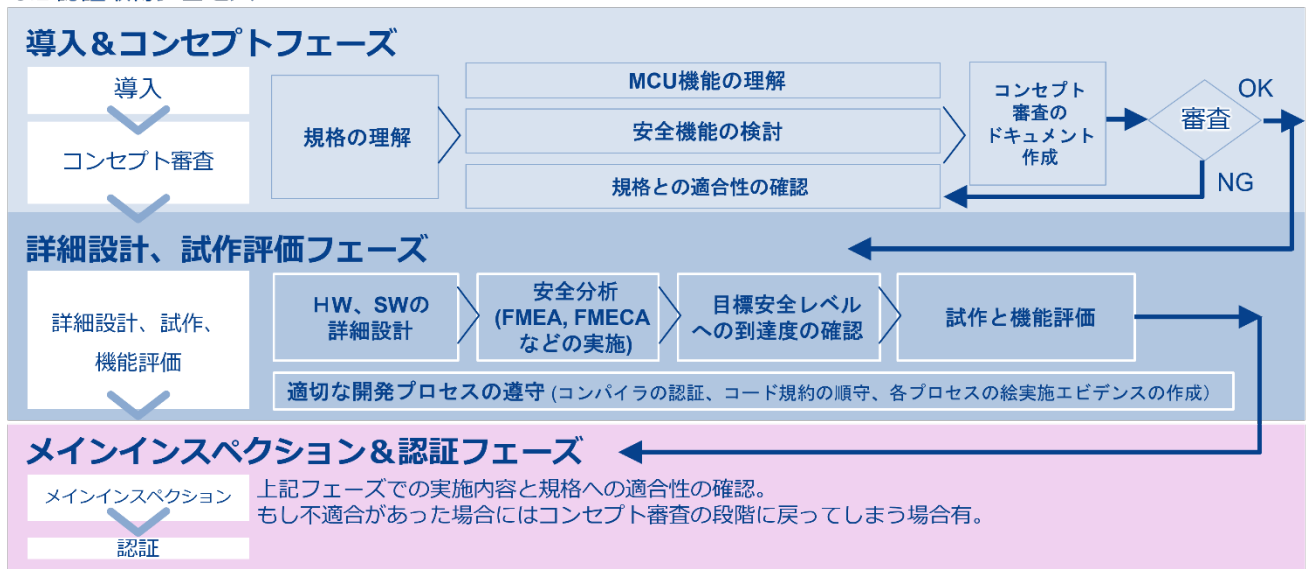 導入&コンセプトフェーズ
導入
コンセプト審査
規格の理解
MCU機能の理解
安全機能の検討
規格との適合性の確認
コンセプト
審査の
ドキュメント
作成
審査
OK
NG
詳細設計、試作評価フェーズ
詳細設計、試作、
機能評価
HW、SWの
詳細設計
安全分析
(FMEA, FMECA
などの実施)
目標安全レベル
への到達度の確認
試作と機能評価
適切な開発プロセスの遵守 (コンパイラの認証、コード規約の順守、各プロセスの絵実施エビデンスの作成)
メインインスペクション&認証フェーズ
メインインスペクション
認証
上記フェーズでの実施内容と規格への適合性の確認。
もし不適合があった場合にはコンセプト審査の段階に戻ってしまう場合有。